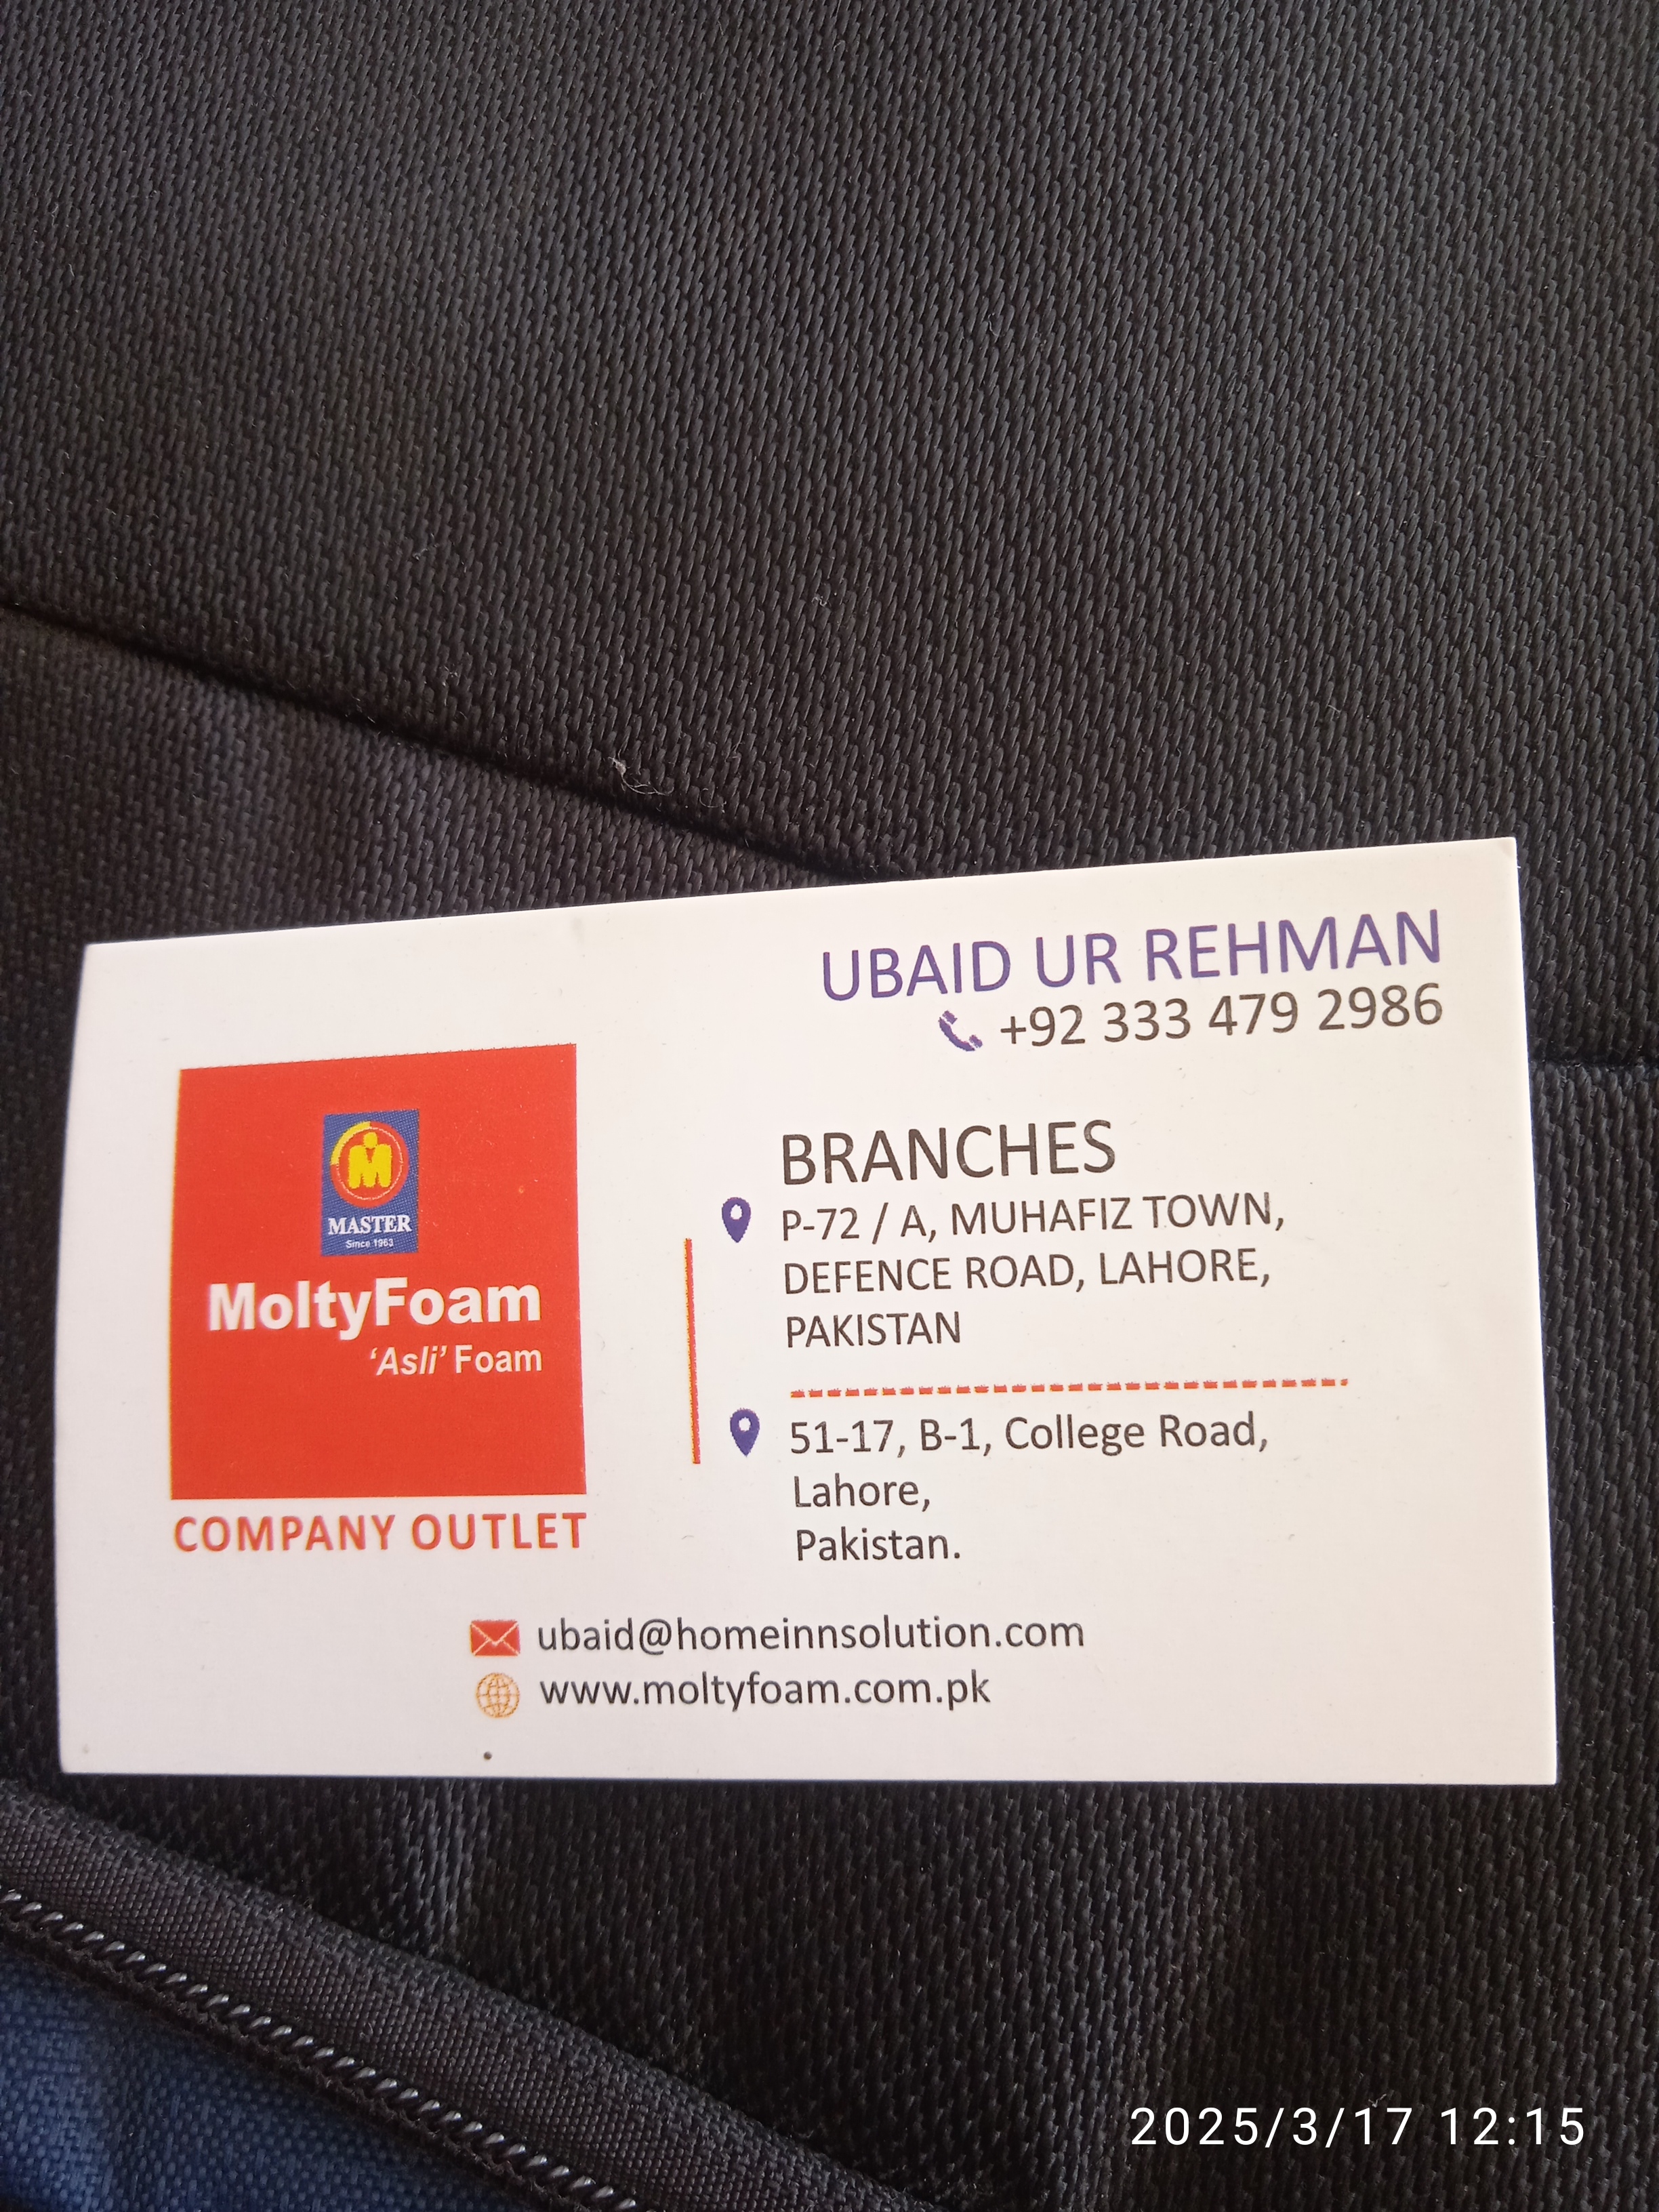 UBAID UR REHMAN
+92 333 479 2986
MASTER
Since 1963
MoltyFoam
'Asli' Foam
COMPANY OUTLET
BRANCHES
P-72 / A, MUHAFIZ TOWN,
DEFENCE ROAD, LAHORE,
PAKISTAN
51-17, B-1, College Road,
Lahore,
Pakistan.
ubaid@homeinnsolution.com
www.moltyfoam.com.pk
2025/3/17 12:15